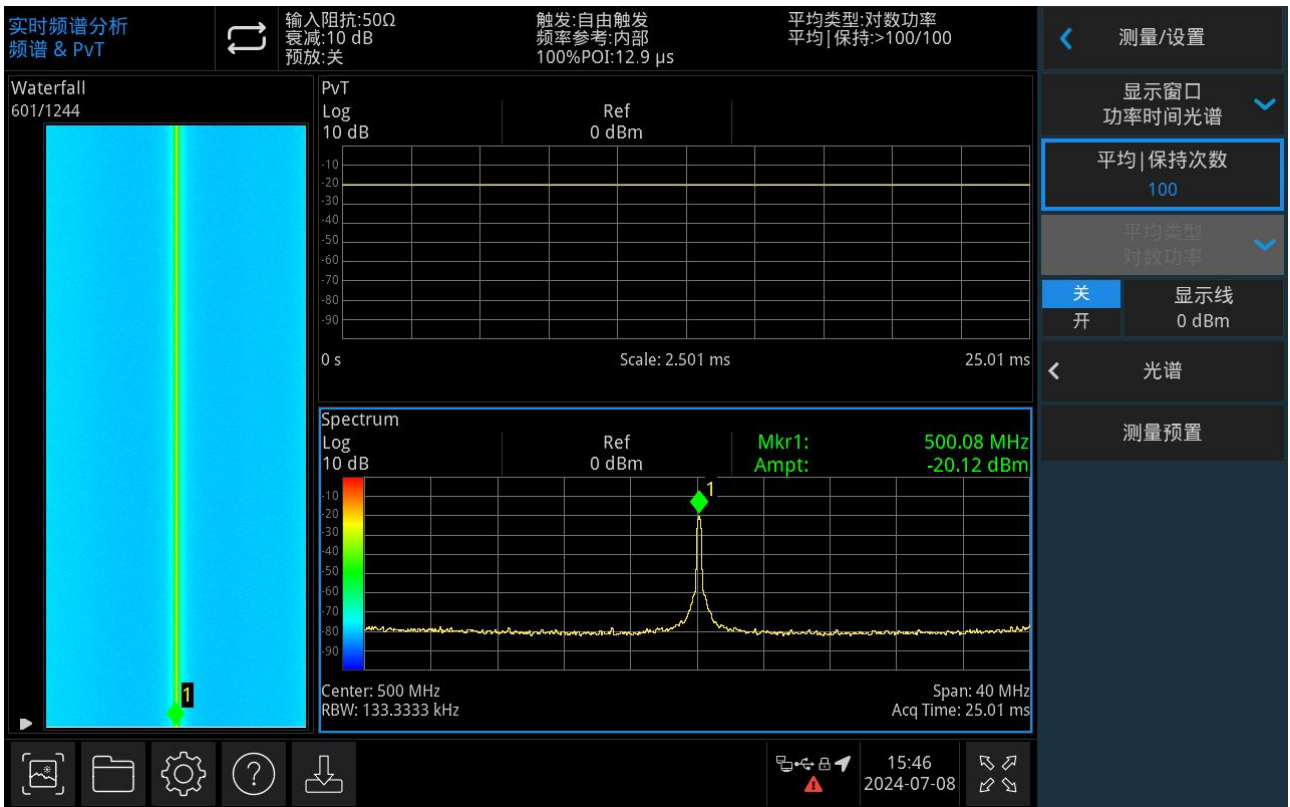 实时频谱分析
频谱 & PvT
输入阻抗:50Ω
衰减:10 dB
预放:关
触发:自由触发
频率参考:内部
100%POI:12.9 µs
平均类型:对数功率
平均|保持:>100/100
测量/设置
Waterfall
601/1244
1
PvT
Log
10 dB
Ref
0 dBm
-10
-20
-30
-40
-50
-60
-70
-80
-90
0 s
Scale: 2.501 ms
25.01 ms
Spectrum
Log
10 dB
Ref
0 dBm
Mkr1:
500.08 MHz
Ampt:
-20.12 dBm
1
-10
-20
-30
-40
-50
-60
-70
-80
-90
Center: 500 MHz
RBW: 133.3333 kHz
Span: 40 MHz
Acq Time: 25.01 ms
显示窗口
功率时间光谱
平均|保持次数
100
平均类型
对数功率
关
开
显示线
0 dBm
光谱
测量预置
?
15:46
2024-07-08